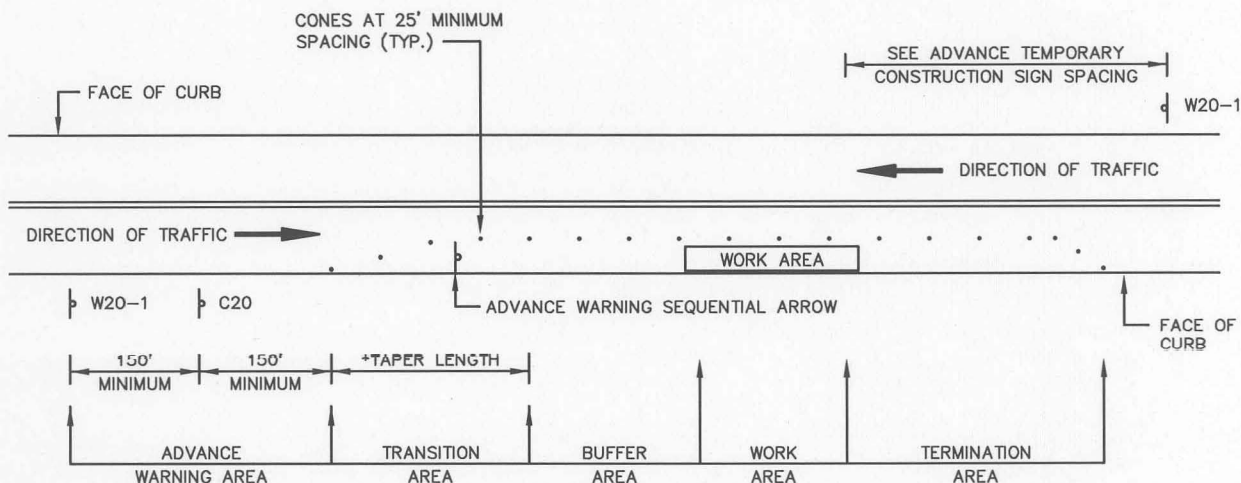 CONES AT 25' MINIMUM
SPACING (TYP.)
SEE ADVANCE TEMPORARY
CONSTRUCTION SIGN SPACING
FACE OF CURB
W20-1
DIRECTION OF TRAFFIC
DIRECTION OF TRAFFIC
WORK AREA
W20-1
C20
ADVANCE WARNING SEQUENTIAL ARROW
FACE OF
CURB
150'
MINIMUM
150'
MINIMUM
+TAPER LENGTH
ADVANCE
WARNING AREA
TRANSITION
AREA
BUFFER
AREA
WORK
AREA
TERMINATION
AREA